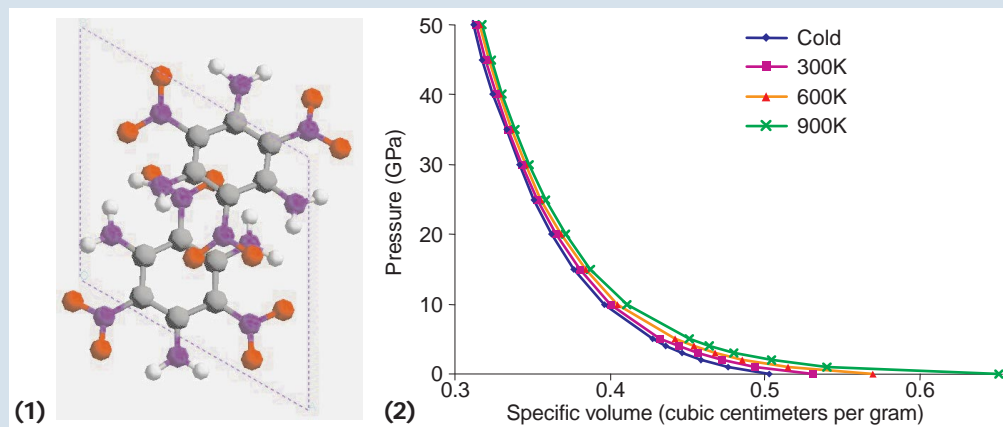 (1)
(2)
Pressure (GPa)
50
40
30
20
10
0
Cold
300K
600K
900K
0.3 0.4 0.5 0.6
Specific volume (cubic centimeters per gram)